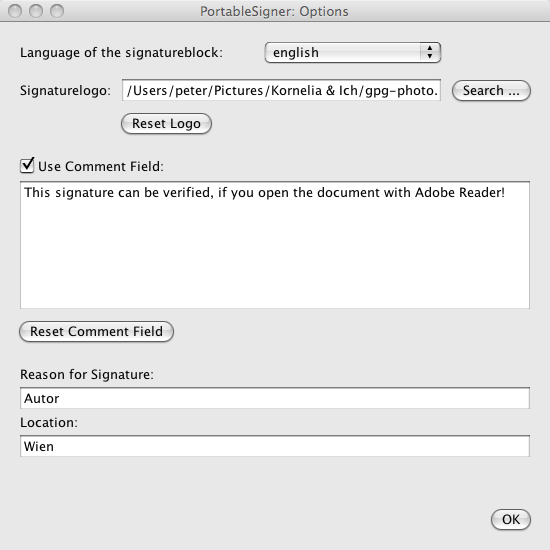 PortableSigner: Options
Language of the signatureblock: english
Signaturelogo: /Users/peter/Pictures/Kornelia & Ich/gpg-photo. Search ...
Reset Logo
Use Comment Field:
This signature can be verified, if you open the document with Adobe Reader!
Reset Comment Field
Reason for Signature:
Autor
Location:
Wien
OK